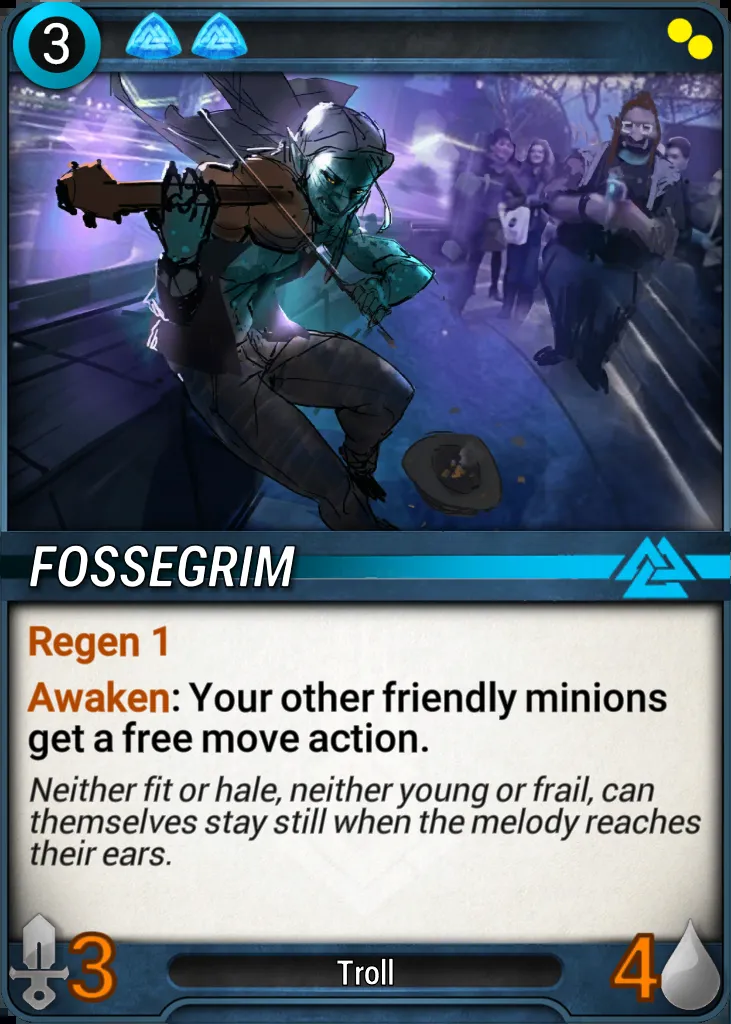 3
FOSSEGRIM
Regen 1
Awaken: Your other friendly minions
get a free move action.
Neither fit or hale, neither young or frail, can
themselves stay still when the melody reaches
their ears.
3
Troll
4